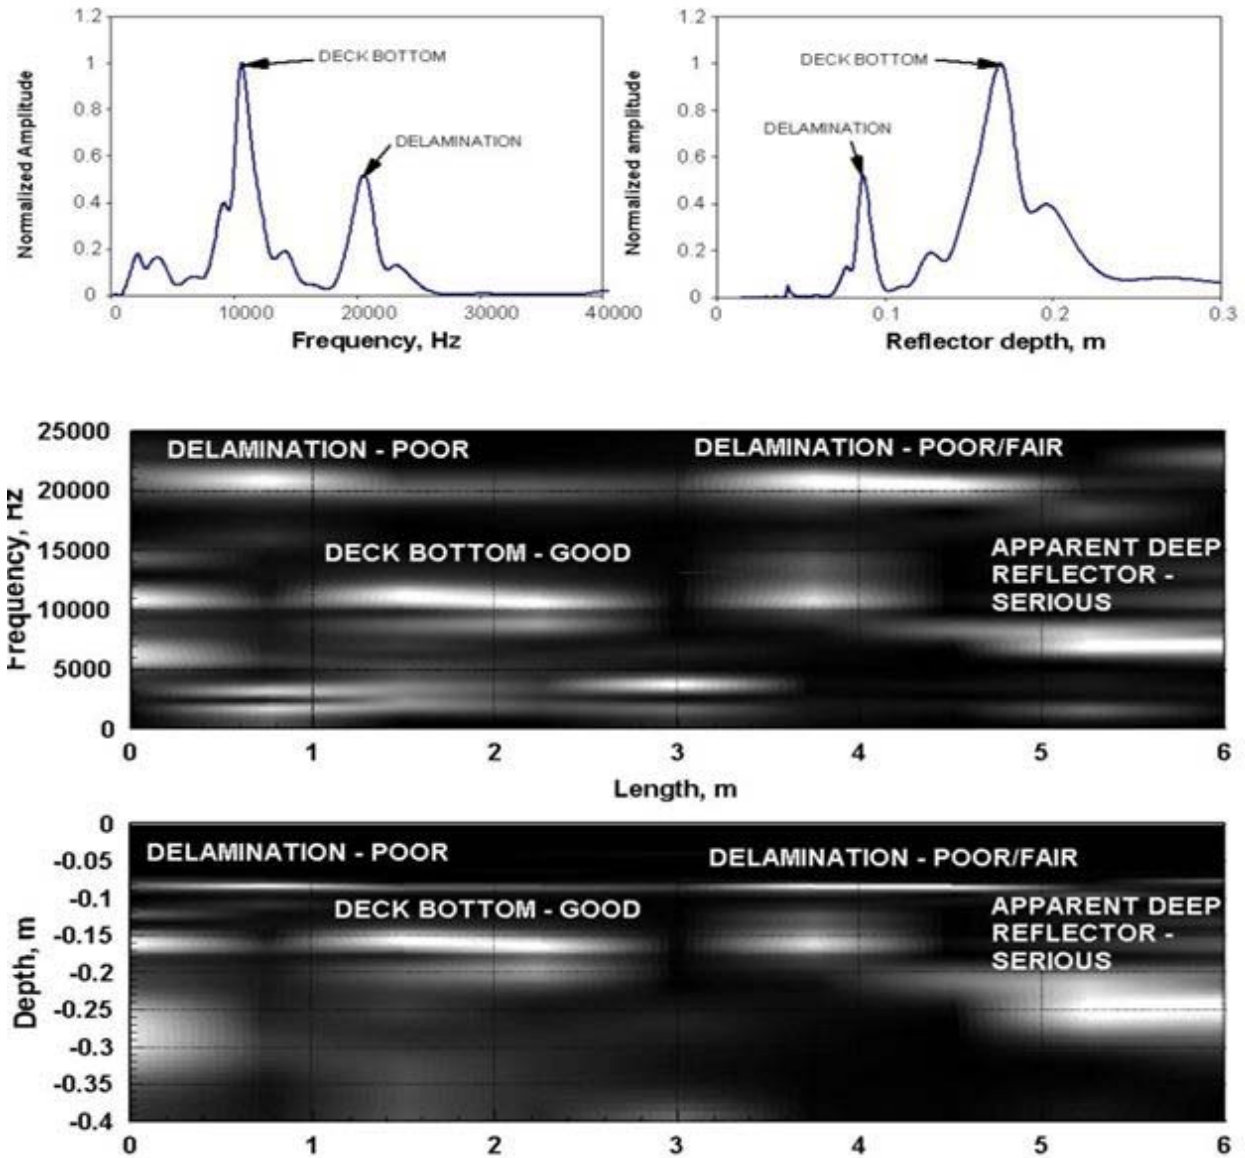 1.2
1
0.8
0.6
0.4
0.2
0
Normalized Amplitude
DECK BOTTOM
DELAMINATION
0 10000 20000 30000 40000
Frequency, Hz
1.2
1
0.8
0.6
0.4
0.2
0
Normalized amplitude
DECK BOTTOM
DELAMINATION
0 0.1 0.2 0.3
Reflector depth, m
25000
20000
15000
10000
5000
0
Frequency, Hz
DELAMINATION - POOR
DELAMINATION - POOR/FAIR
DECK BOTTOM - GOOD
APPARENT DEEP
REFLECTOR -
SERIOUS
0 1 2 3 4 5 6
Length, m
0
-0.05
-0.1
-0.15
-0.2
-0.25
-0.3
-0.35
-0.4
Depth, m
DELAMINATION - POOR
DELAMINATION - POOR/FAIR
DECK BOTTOM - GOOD
APPARENT DEEP
REFLECTOR -
SERIOUS
0 1 2 3 4 5 6